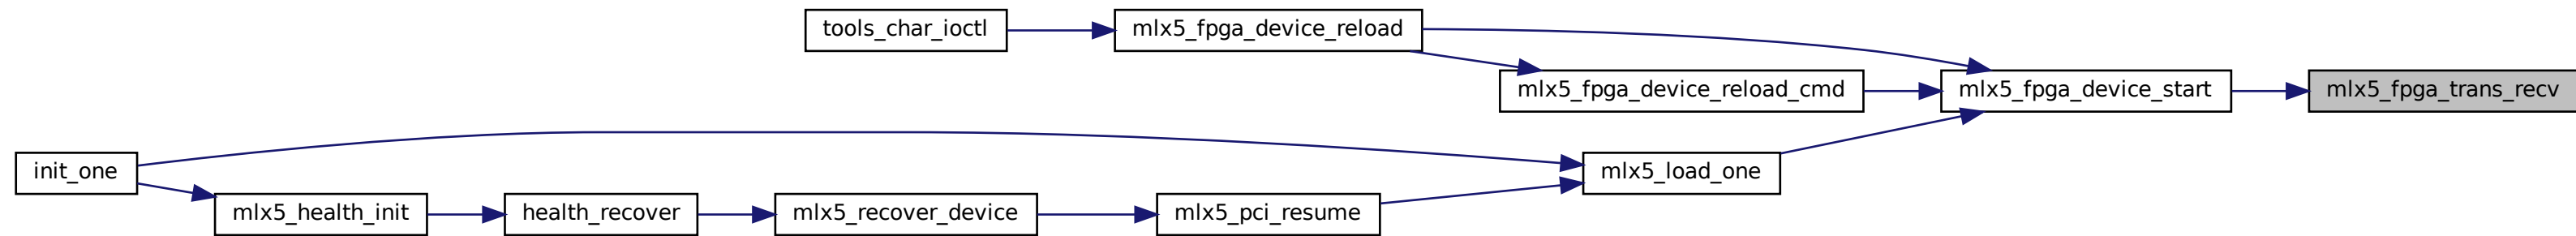 tools_char_ioctl
mlx5_fpga_device_reload
mlx5_fpga_device_reload_cmd
mlx5_fpga_device_start
mlx5_fpga_trans_recv
init_one
mlx5_load_one
mlx5_health_init
health_recover
mlx5_recover_device
mlx5_pci_resume